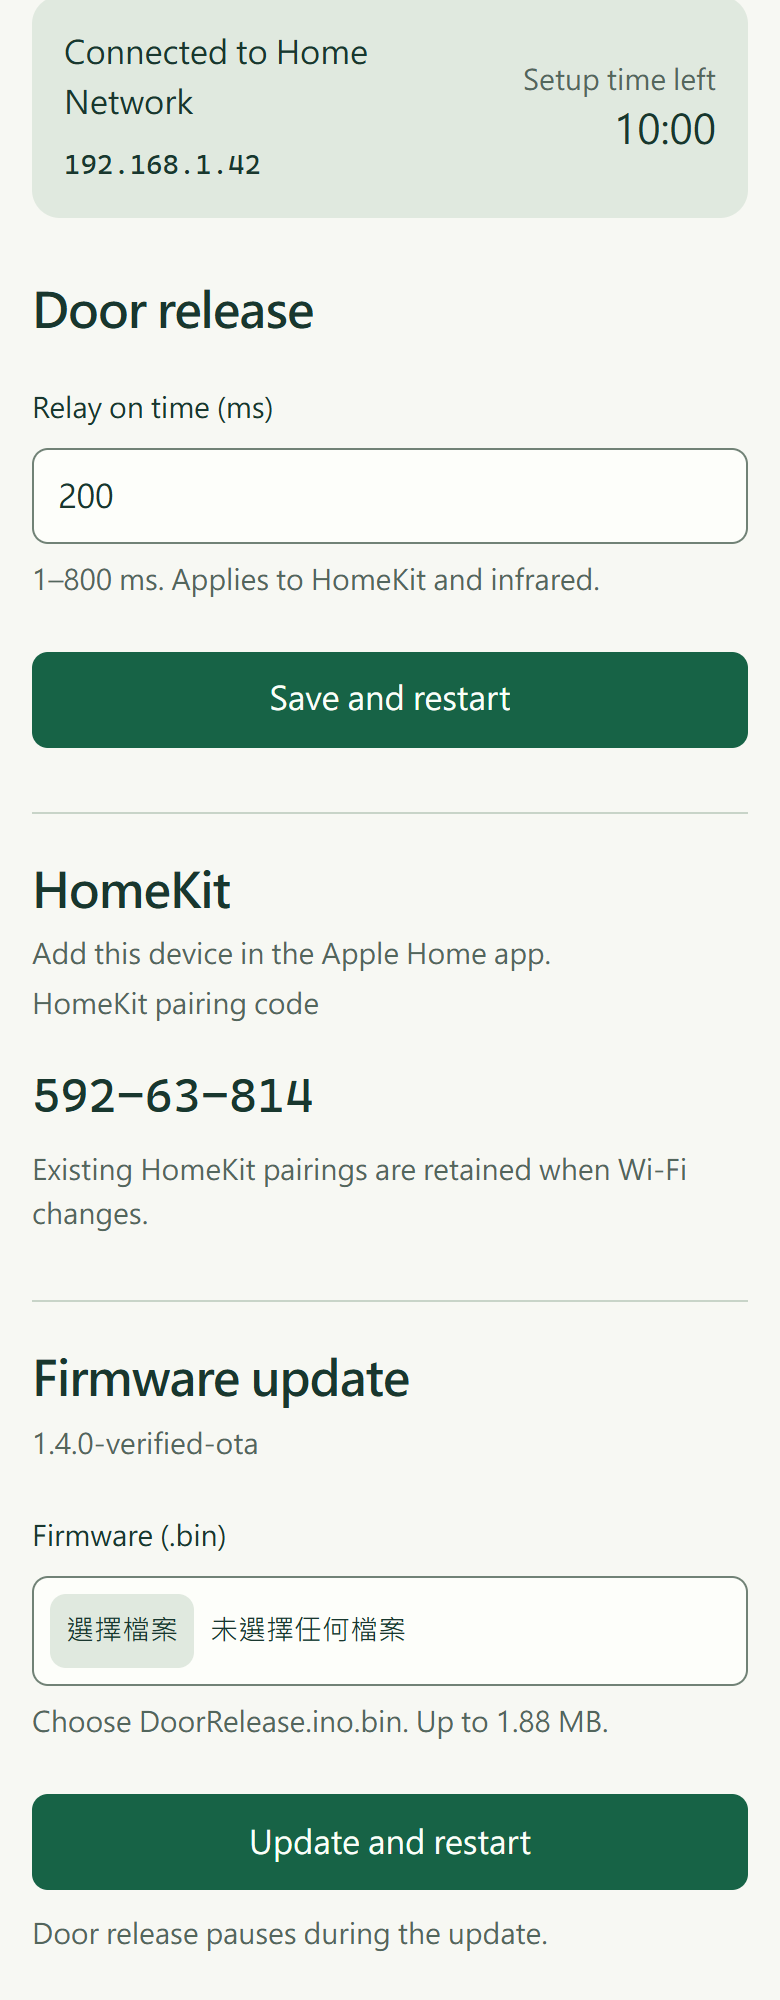 Connected to Home
Network
192.168.1.42
Setup time left
10:00
Door release
Relay on time (ms)
200
1–800 ms. Applies to HomeKit and infrared.
Save and restart
HomeKit
Add this device in the Apple Home app.
HomeKit pairing code
592-63-814
Existing HomeKit pairings are retained when Wi-Fi
changes.
Firmware update
1.4.0-verified-ota
Firmware (.bin)
選擇檔案 未選擇任何檔案
Choose DoorRelease.ino.bin. Up to 1.88 MB.
Update and restart
Door release pauses during the update.